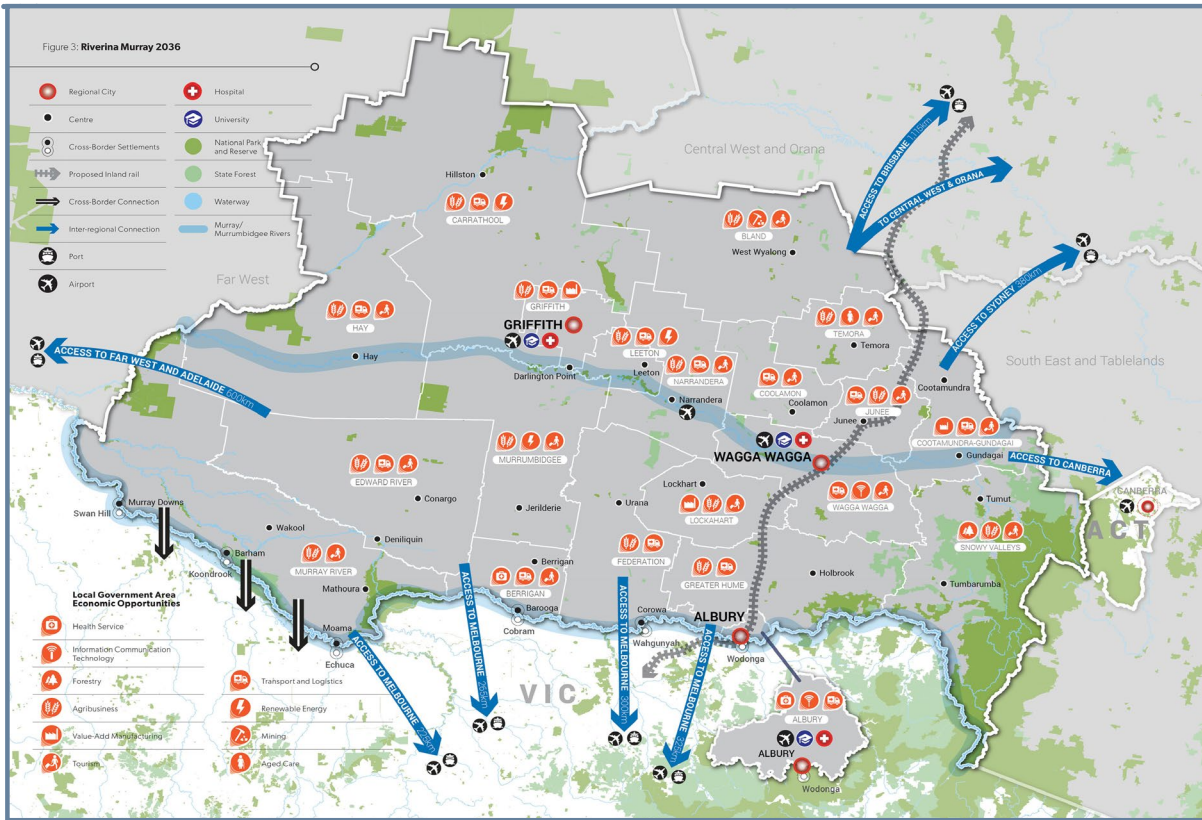 Figure 3: Riverina Murray 2036
Regional City
Hospital
Centre
University
Cross-Border Settlements
National Park
and Reserve
Proposed Inland rail
State Forest
Cross-Border Connection
Waterway
Inter-regional Connection
Murray/
Murrumbidgee Rivers
Port
Airport
Far West
Central West and Orana
South East and Tablelands
ACCESS TO BRISBANE 1,115km
TO CENTRAL WEST & ORANA
ACCESS TO SYDNEY 380km
ACCESS TO FAR WEST AND ADELAIDE 600km
ACCESS TO CANBERRA
Hillston
CARRATHOOL
BLAND
West Wyalong
HAY
Hay
GRIFFITH
GRIFFITH
Darlington Point
LEETON
Leeton
NARRANDERA
Narrandera
TEMORA
Temora
COOLAMON
Coolamon
JUNEE
Junee
Cootamundra
COOTAMUNDRA-GUNDAGAI
Gundagai
WAGGA WAGGA
WAGGA WAGGA
MURRUMBIDGEE
Jerilderie
EDWARD RIVER
Conargo
Lockhart
LOCKAHART
Urana
Tumut
SNOWY VALLEYS
Tumbarumba
CANBERRA
ACT
Murray Downs
Swan Hill
Wakool
Deniliquin
Barham
Koondrook
MURRAY RIVER
Mathoura
Moama
Echuca
Berrigan
BERRIGAN
Barooga
Cobram
FEDERATION
Corowa
Wahgunyah
GREATER HUME
Holbrook
ALBURY
Wodonga
ACCESS TO MELBOURNE
ACCESS TO MELBOURNE
ACCESS TO MELBOURNE 300km
ACCESS TO MELBOURNE 325km
VIC
ALBURY
ALBURY
Wodonga
Local Government Area
Economic Opportunities
Health Service
Information Communication
Technology
Forestry
Agribusiness
Value-Add Manufacturing
Tourism
Transport and Logistics
Renewable Energy
Mining
Aged Care